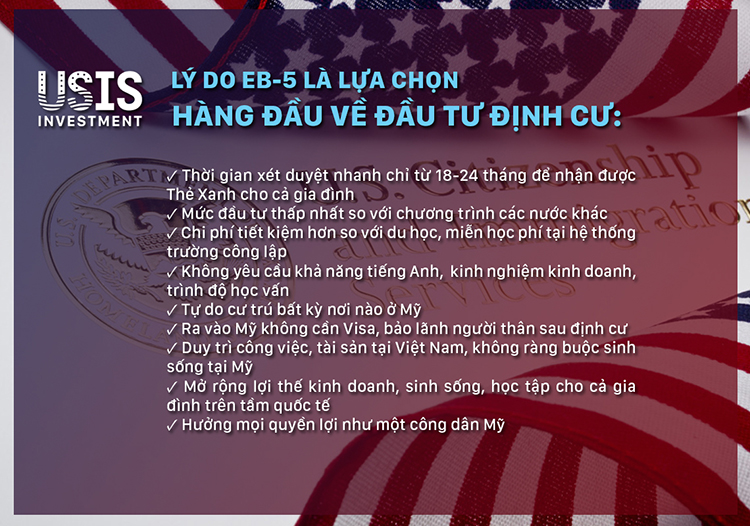 USIS
INVESTMENT
LÝ DO EB-5 LÀ LỰA CHỌN
HÀNG ĐẦU VỀ ĐẦU TƯ ĐỊNH CƯ:
✓ Thời gian xét duyệt nhanh chỉ từ 18-24 tháng để nhận được
Thẻ Xanh cho cả gia đình
✓ Mức đầu tư thấp nhất so với chương trình các nước khác
✓ Chi phí tiết kiệm hơn so với du học, miễn học phí tại hệ thống
trường công lập
✓ Không yêu cầu khả năng tiếng Anh, kinh nghiệm kinh doanh,
trình độ học vấn
✓ Tự do cư trú bất kỳ nơi nào ở Mỹ
✓ Ra vào Mỹ không cần Visa, bảo lãnh người thân sau định cư
✓ Duy trì công việc, tài sản tại Việt Nam, không ràng buộc sinh
sống tại Mỹ
✓ Mở rộng lợi thế kinh doanh, sinh sống, học tập cho cả gia
đình trên tầm quốc tế
✓ Hưởng mọi quyền lợi như một công dân Mỹ
U.S. DEPARTMENT
U.S. Citizenship
and Immigration
Services